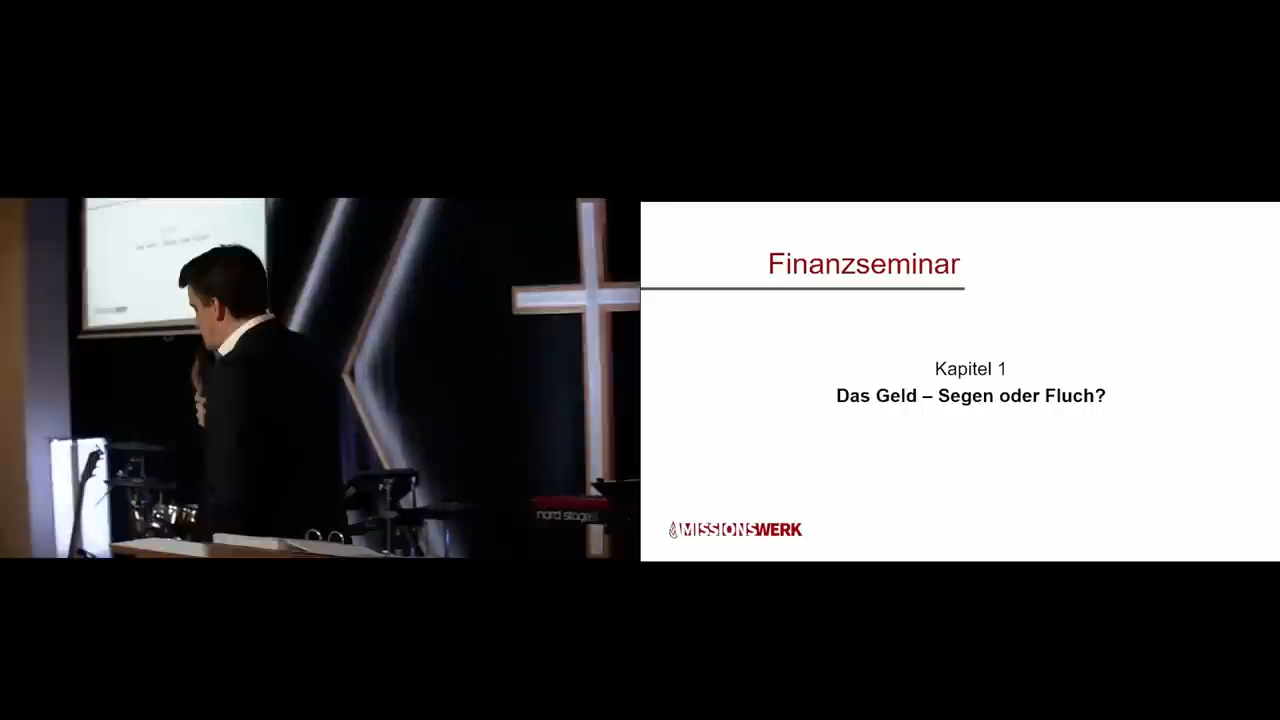 Finanzseminar
Kapitel 1
Das Geld – Segen oder Fluch?
MISSIONSWERK
nord stage